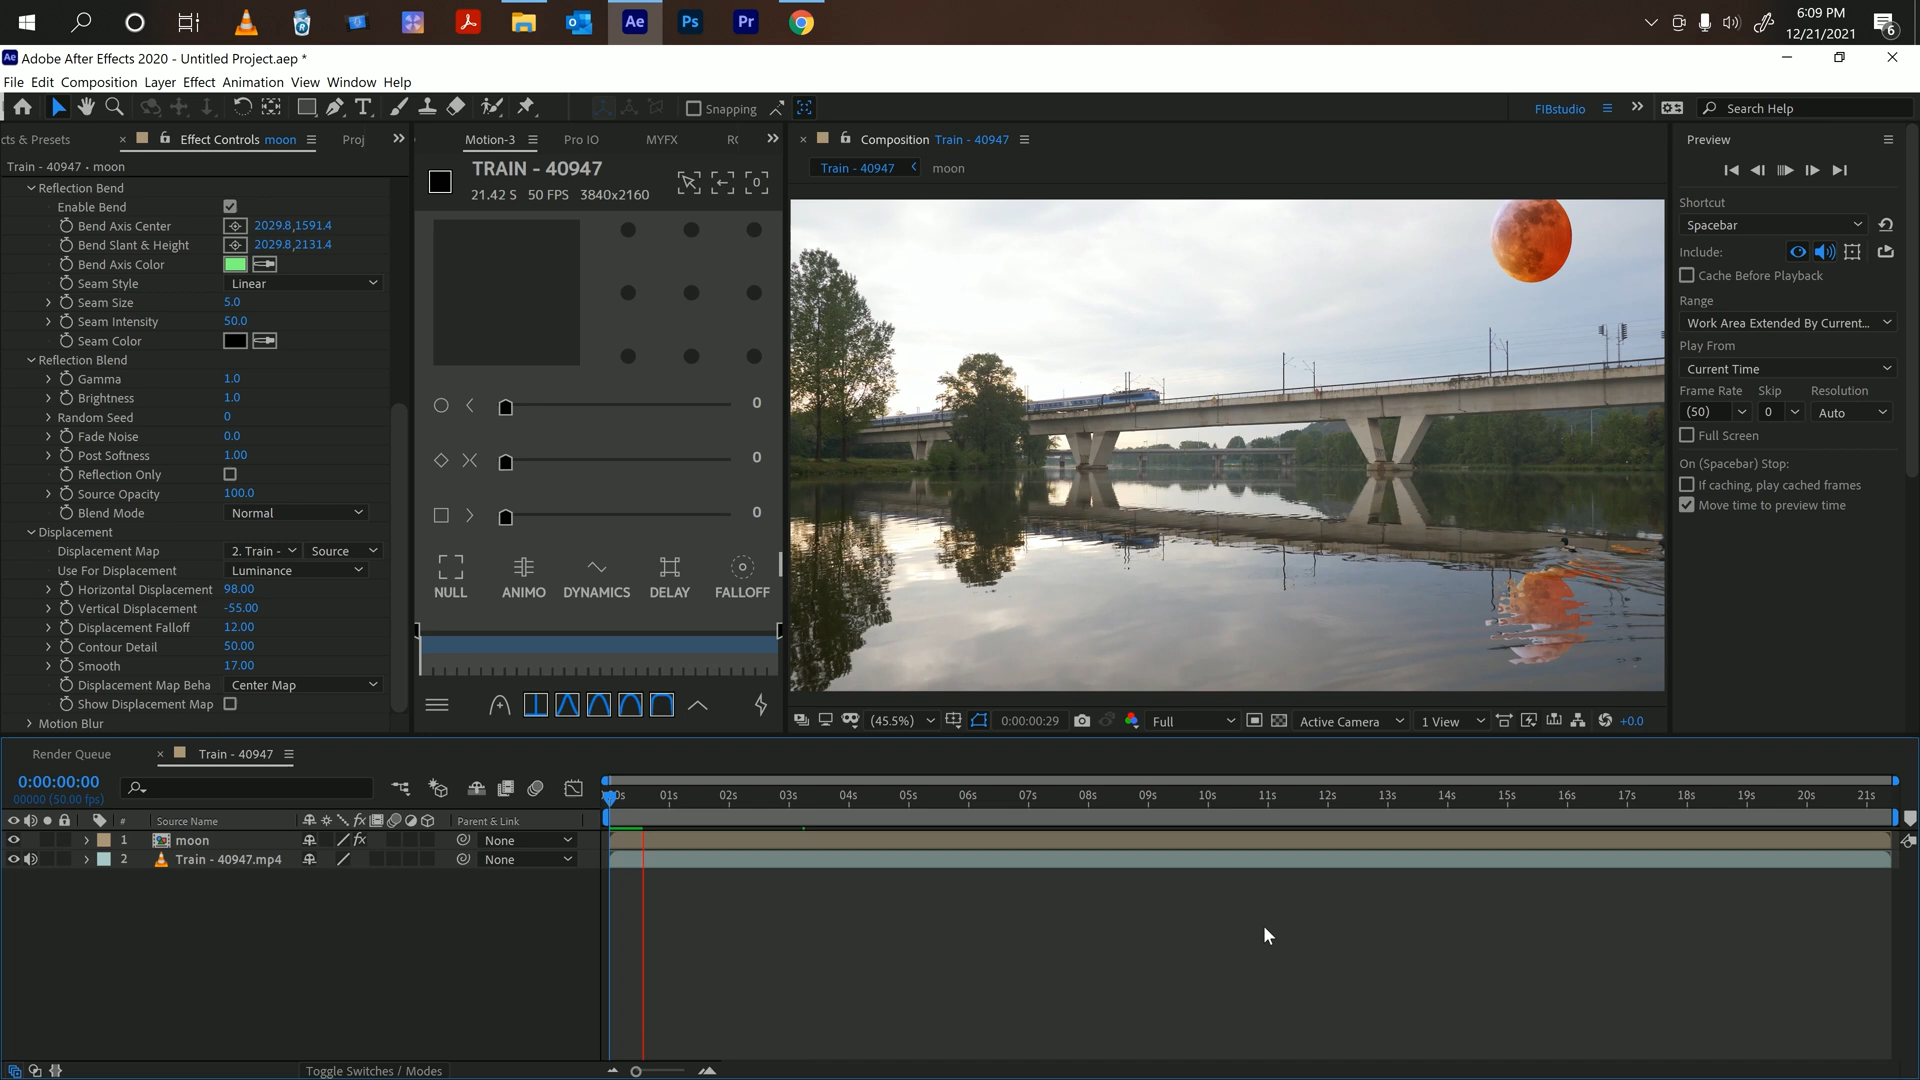 Ae
Ps
Pr
6:09 PM
12/21/2021
6
Ae Adobe After Effects 2020 - Untitled Project.aep *
File Edit Composition Layer Effect Animation View Window Help
Snapping
FIBstudio
Search Help
cts & Presets
Effect Controls moon
Proj
Train - 40947 • moon
Reflection Bend
Enable Bend
Bend Axis Center 2029.8,1591.4
Bend Slant & Height 2029.8,2131.4
Bend Axis Color
Seam Style Linear
Seam Size 5.0
Seam Intensity 50.0
Seam Color
Reflection Blend
Gamma 1.0
Brightness 1.0
Random Seed 0
Fade Noise 0.0
Post Softness 1.00
Reflection Only
Source Opacity 100.0
Blend Mode Normal
Displacement
Displacement Map 2. Train - Source
Use For Displacement Luminance
Horizontal Displacement 98.00
Vertical Displacement -55.00
Displacement Falloff 12.00
Contour Detail 50.00
Smooth 17.00
Displacement Map Beha Center Map
Show Displacement Map
Motion Blur
Motion-3 Pro IO MYFX RC
TRAIN - 40947
21.42 S 50 FPS 3840x2160
0
0
0
0
NULL ANIMO DYNAMICS DELAY FALLOFF
Composition Train - 40947
Train - 40947 moon
(45.5%) 0:00:00:29 Full Active Camera 1 View +0.0
Preview
Shortcut
Spacebar
Include:
Cache Before Playback
Range
Work Area Extended By Current...
Play From
Current Time
Frame Rate Skip Resolution
(50) 0 Auto
Full Screen
On (Spacebar) Stop:
If caching, play cached frames
Move time to preview time
Render Queue
Train - 40947
0:00:00:00
00000 (50.00 fps)
0s 01s 02s 03s 04s 05s 06s 07s 08s 09s 10s 11s 12s 13s 14s 15s 16s 17s 18s 19s 20s 21s
# Source Name fx Parent & Link
1 moon fx None
2 Train - 40947.mp4 None
Toggle Switches / Modes